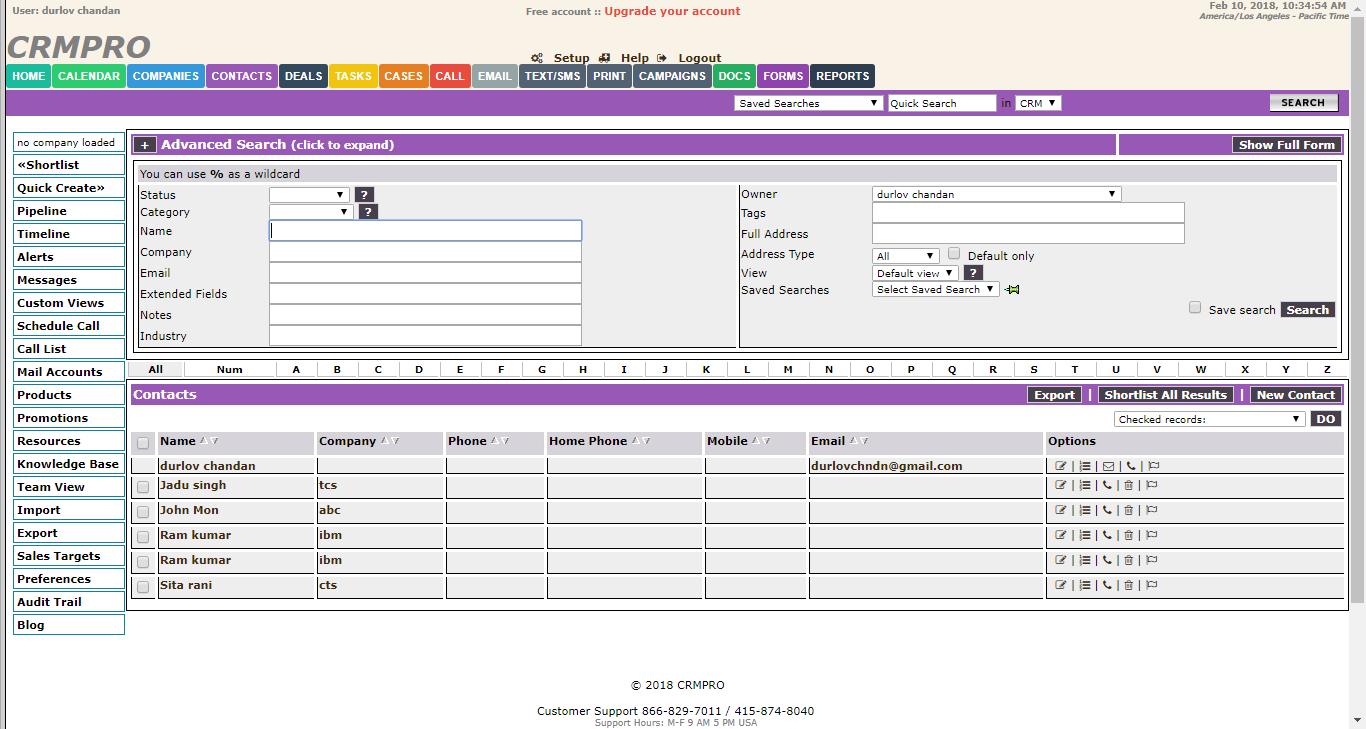 User: durlov chandan
Free account :: Upgrade your account
Feb 10, 2018, 10:34:54 AM
America/Los Angeles - Pacific Time
CRMPRO
Setup Help Logout
HOME CALENDAR COMPANIES CONTACTS DEALS TASKS CASES CALL EMAIL TEXT/SMS PRINT CAMPAIGNS DOCS FORMS REPORTS
Saved Searches Quick Search in CRM SEARCH
no company loaded
«Shortlist
Quick Create»
Pipeline
Timeline
Alerts
Messages
Custom Views
Schedule Call
Call List
Mail Accounts
Products
Promotions
Resources
Knowledge Base
Team View
Import
Export
Sales Targets
Preferences
Audit Trail
Blog
+ Advanced Search (click to expand) Show Full Form
You can use % as a wildcard
Status ?
Category ?
Name
Company
Email
Extended Fields
Notes
Industry
Owner durlov chandan
Tags
Full Address
Address Type All Default only
View Default view ?
Saved Searches Select Saved Search
Save search Search
All Num A B C D E F G H I J K L M N O P Q R S T U V W X Y Z
Contacts Export | Shortlist All Results | New Contact
Checked records: DO
Name Company Phone Home Phone Mobile Email Options
durlov chandan durlovchndn@gmail.com | | | |
Jadu singh tcs | | | |
John Mon abc | | | |
Ram kumar ibm | | | |
Ram kumar ibm | | | |
Sita rani cts | | | |
© 2018 CRMPRO
Customer Support 866-829-7011 / 415-874-8040
Support Hours: M-F 9 AM 5 PM USA